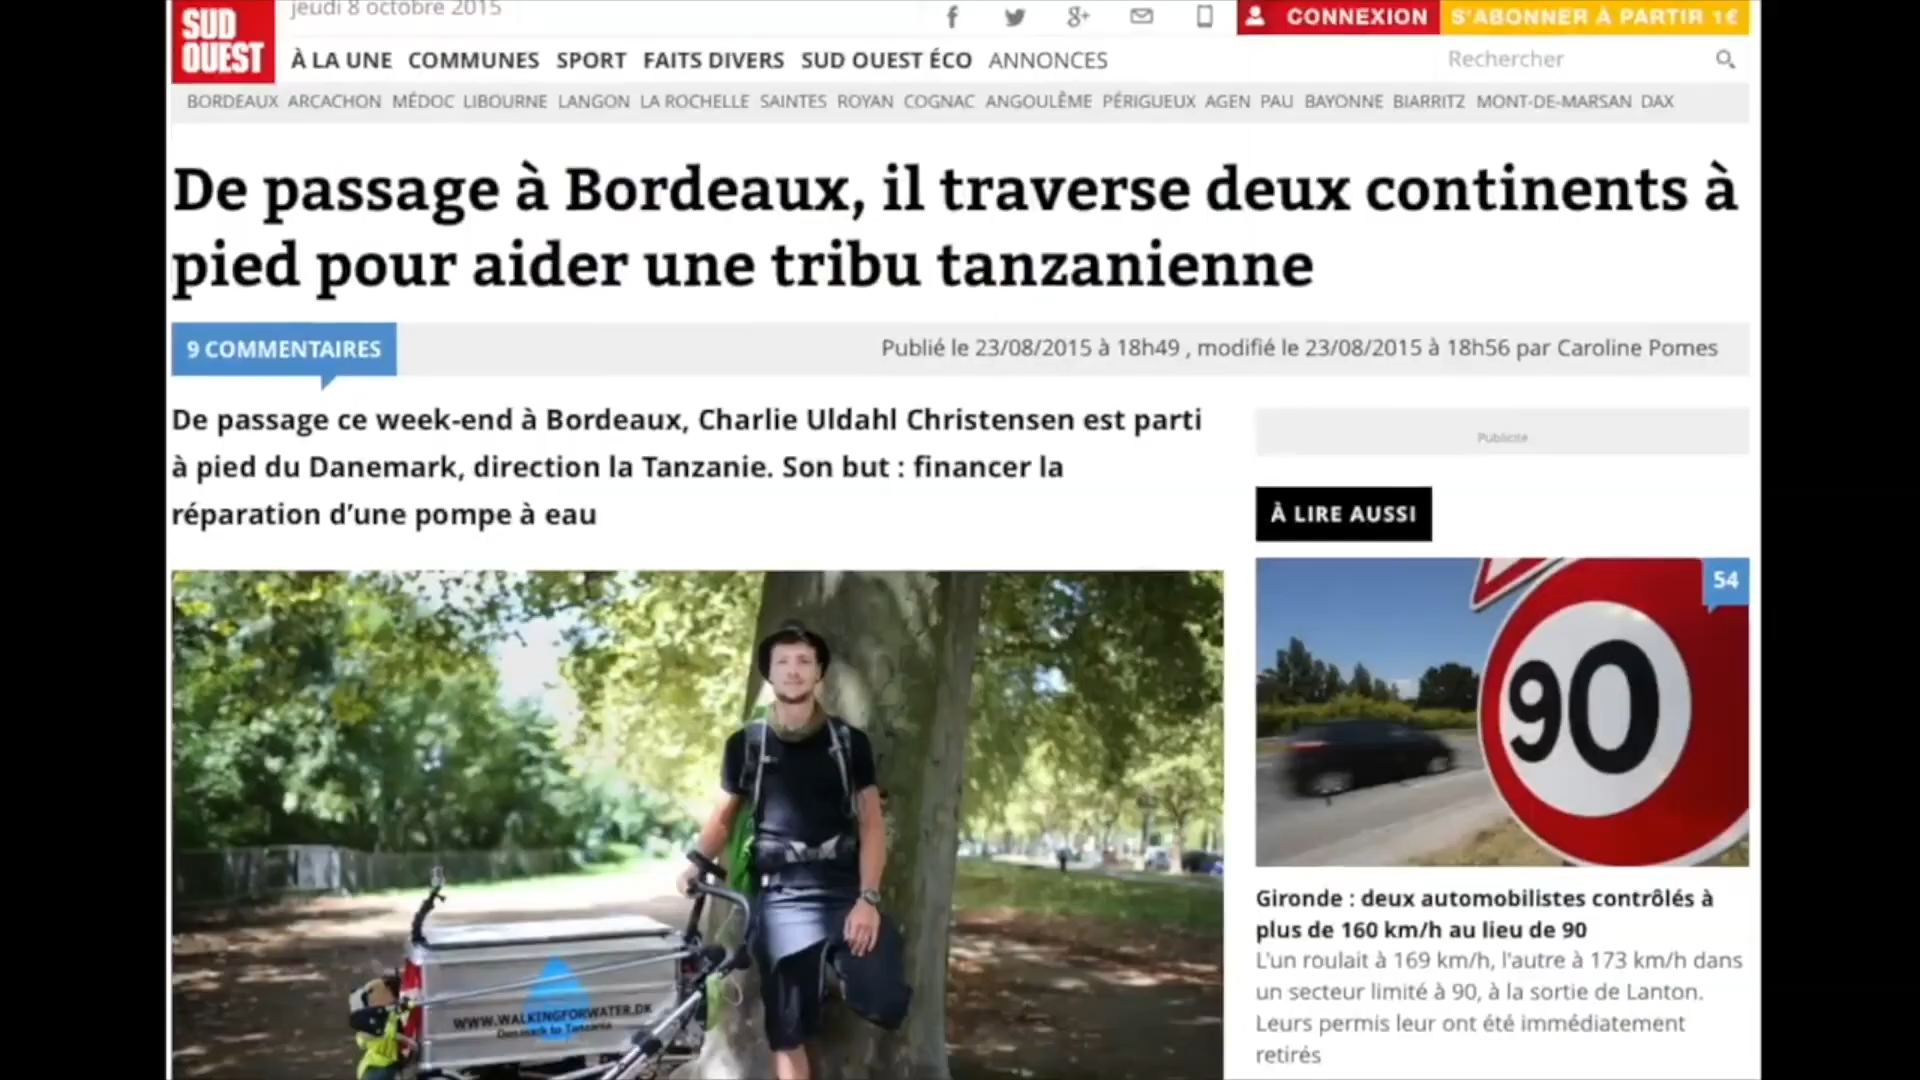 SUD
OUEST
jeudi 8 octobre 2015
CONNEXION
S'ABONNER À PARTIR 1€
À LA UNE COMMUNES SPORT FAITS DIVERS SUD OUEST ÉCO ANNONCES
Rechercher
BORDEAUX ARCACHON MÉDOC LIBOURNE LANGON LA ROCHELLE SAINTES ROYAN COGNAC ANGOULÊME PÉRIGUEUX AGEN PAU BAYONNE BIARRITZ MONT-DE-MARSAN DAX
De passage à Bordeaux, il traverse deux continents à
pied pour aider une tribu tanzanienne
9 COMMENTAIRES
Publié le 23/08/2015 à 18h49 , modifié le 23/08/2015 à 18h56 par Caroline Pomes
De passage ce week-end à Bordeaux, Charlie Uldahl Christensen est parti
à pied du Danemark, direction la Tanzanie. Son but : financer la
réparation d’une pompe à eau
WWW.WALKINGFORWATER.DK
Denmark to Tanzania
Publicité
À LIRE AUSSI
54
90
Gironde : deux automobilistes contrôlés à
plus de 160 km/h au lieu de 90
L'un roulait à 169 km/h, l'autre à 173 km/h dans
un secteur limité à 90, à la sortie de Lanton.
Leurs permis leur ont été immédiatement
retirés